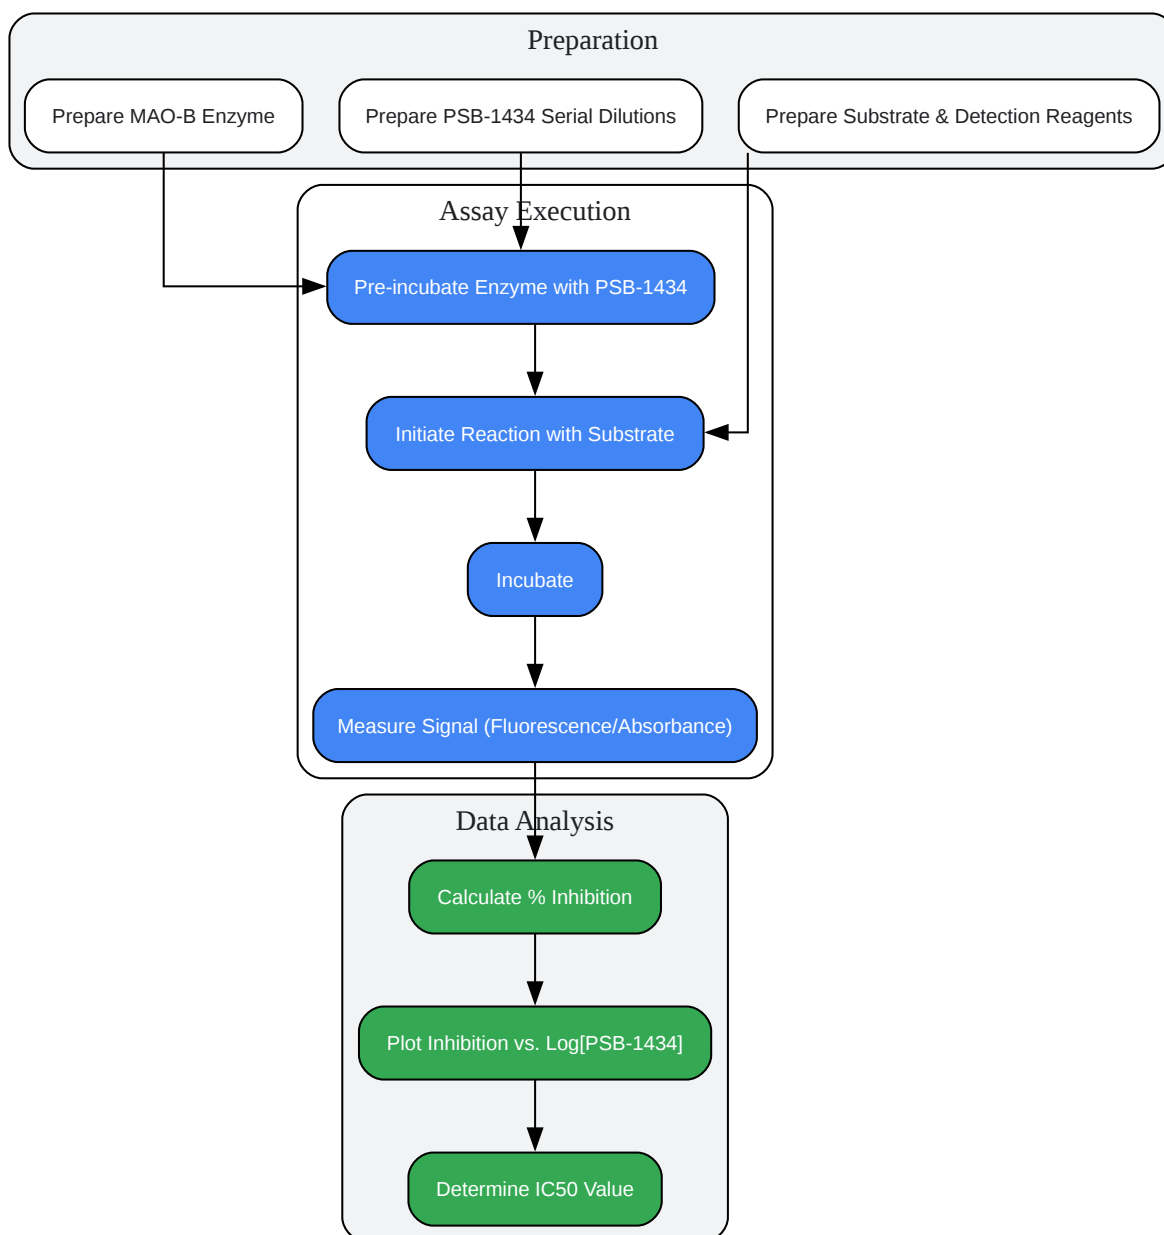 Preparation
Prepare MAO-B Enzyme
Prepare PSB-1434 Serial Dilutions
Prepare Substrate & Detection Reagents
Assay Execution
Pre-incubate Enzyme with PSB-1434
Initiate Reaction with Substrate
Incubate
Measure Signal (Fluorescence/Absorbance)
Data Analysis
Calculate % Inhibition
Plot Inhibition vs. Log[PSB-1434]
Determine IC50 Value